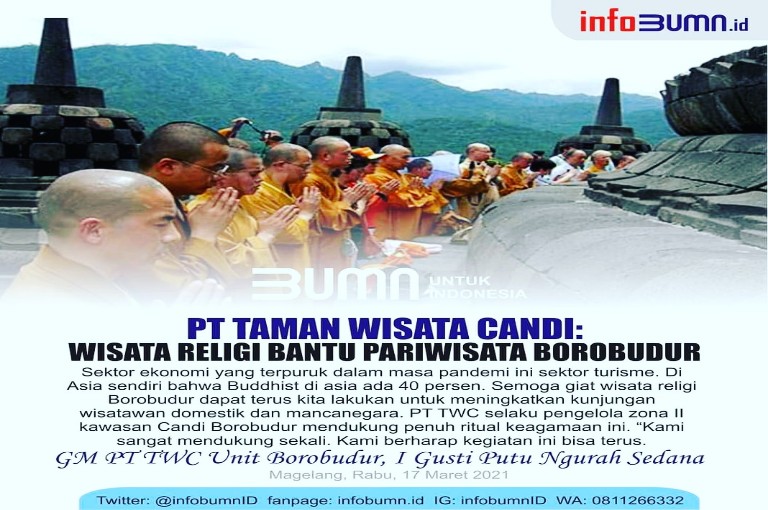 infoBUMN.id
BUMN UNTUK
INDONESIA
PT TAMAN WISATA CANDI:
WISATA RELIGI BANTU PARIWISATA BOROBUDUR
Sektor ekonomi yang terpuruk dalam masa pandemi ini sektor turisme. Di
Asia sendiri bahwa Buddhist di asia ada 40 persen. Semoga giat wisata religi
Borobudur dapat terus kita lakukan untuk meningkatkan kunjungan
wisatawan domestik dan mancanegara. PT TWC selaku pengelola zona II
kawasan Candi Borobudur mendukung penuh ritual keagamaan ini. “Kami
sangat mendukung sekali. Kami berharap kegiatan ini bisa terus.
GM PT TWC Unit Borobudur, I Gusti Putu Ngurah Sedana
Magelang, Rabu, 17 Maret 2021
Twitter: @infobumnID fanpage: infobumn.id IG: infobumnID WA: 0811266332